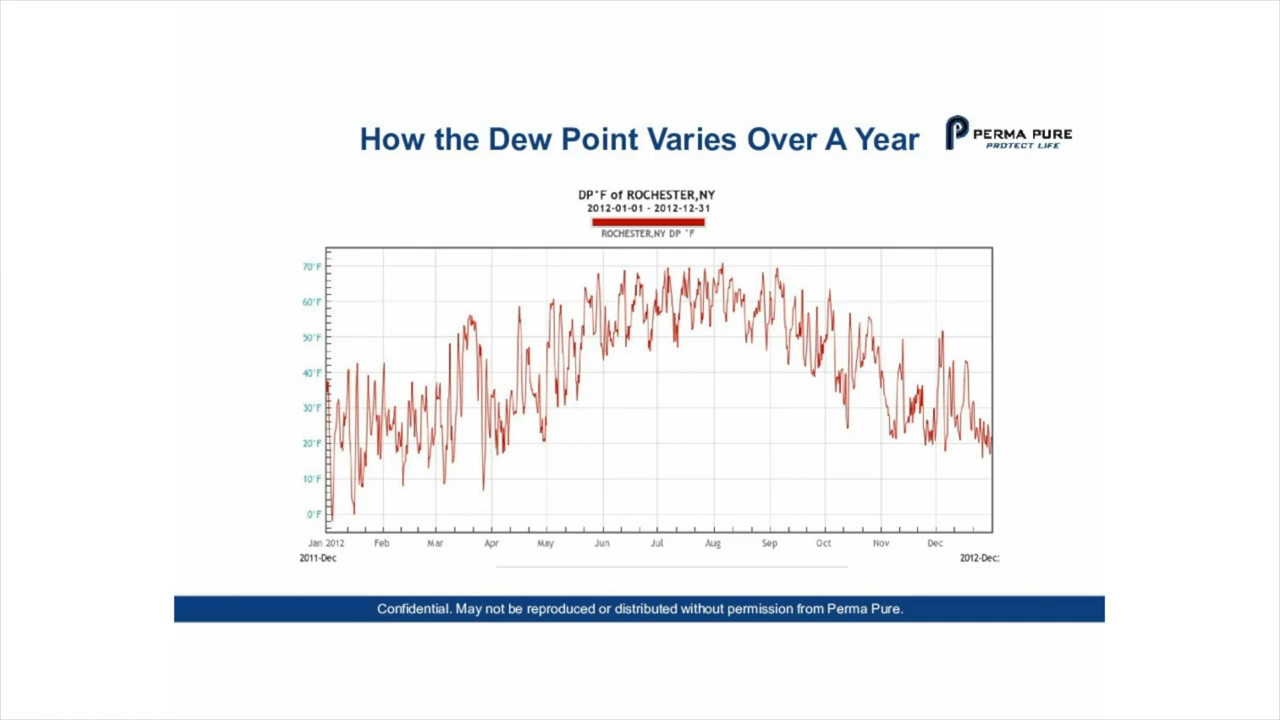 How the Dew Point Varies Over A Year
PERMA PURE
PROTECT LIFE
DP°F of ROCHESTER,NY
2012-01-01 - 2012-12-31
ROCHESTER,NY DP °F
70°F
60°F
50°F
40°F
30°F
20°F
10°F
0°F
Jan 2012 Feb Mar Apr May Jun Jul Aug Sep Oct Nov Dec
2011-Dec 2012-Dec:
Confidential. May not be reproduced or distributed without permission from Perma Pure.